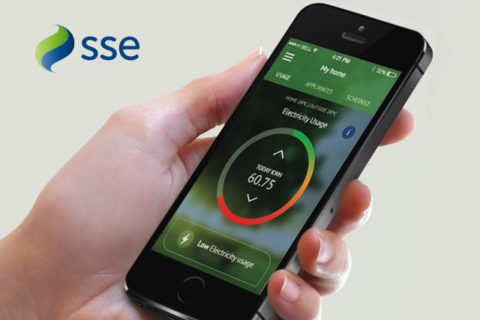 sse
BELL
4:21 PM
22%
My home
USAGE
APPLIANCES
SCHEDULE
HOME 20°C / OUTSIDE 20°C
Electricity Usage
i
TODAY KWH
60.75
Low Electricity usage